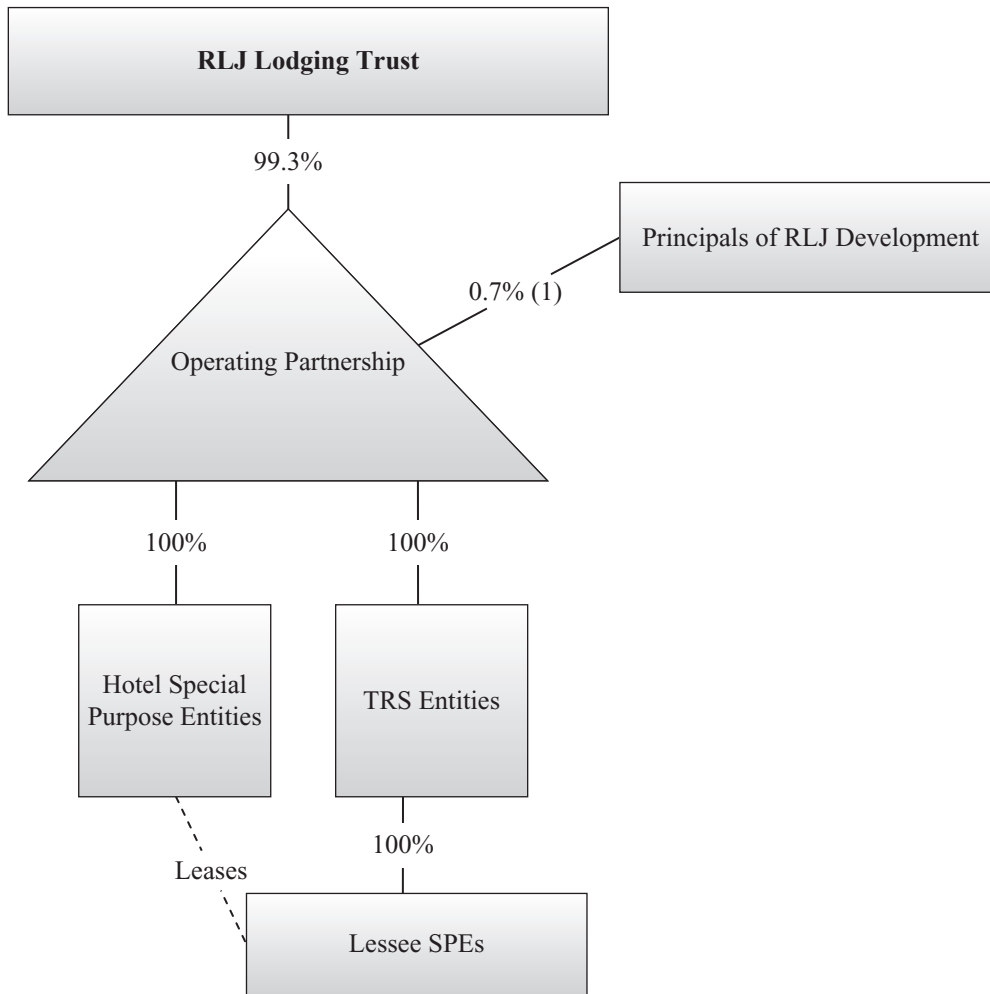 RLJ Lodging Trust
99.3%
Principals of RLJ Development
0.7% (1)
Operating Partnership
100%
100%
Hotel Special
Purpose Entities
TRS Entities
100%
Leases
Lessee SPEs